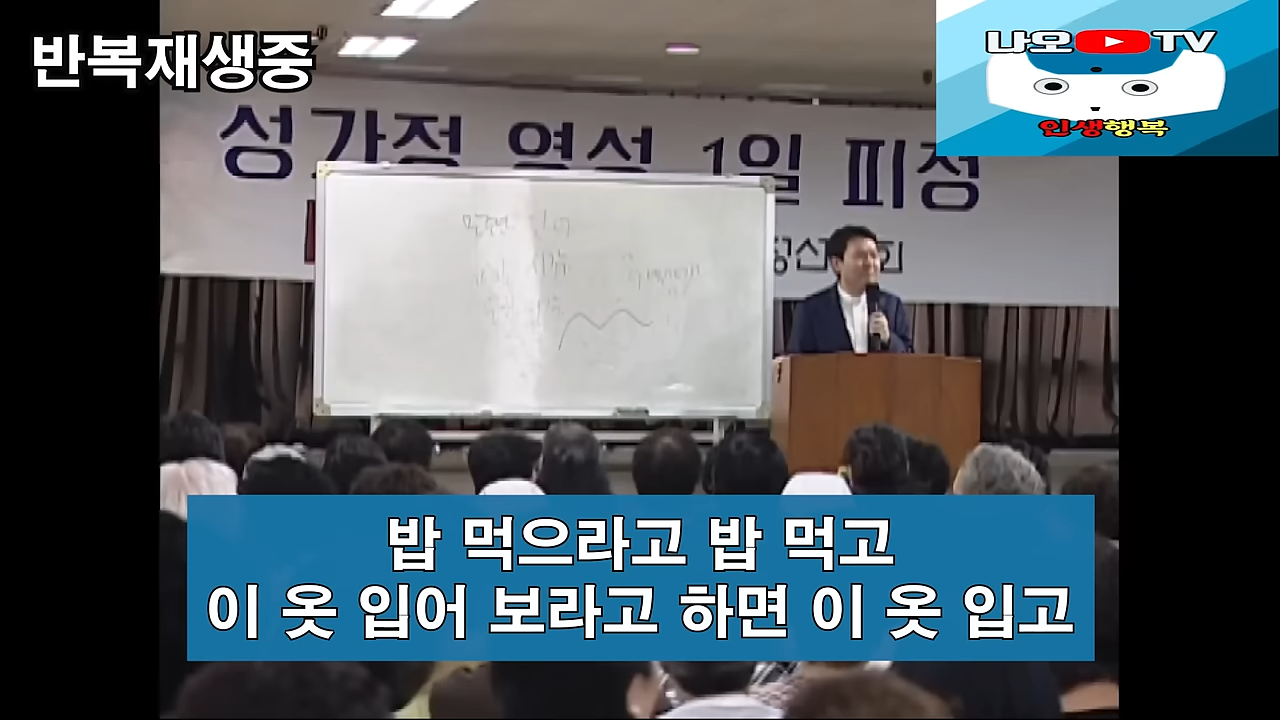 반복재생중
나오 TV
인생행복
성가정 영성 1일 피정
밥 먹으라고 밥 먹고
이 옷 입어 보라고 하면 이 옷 입고